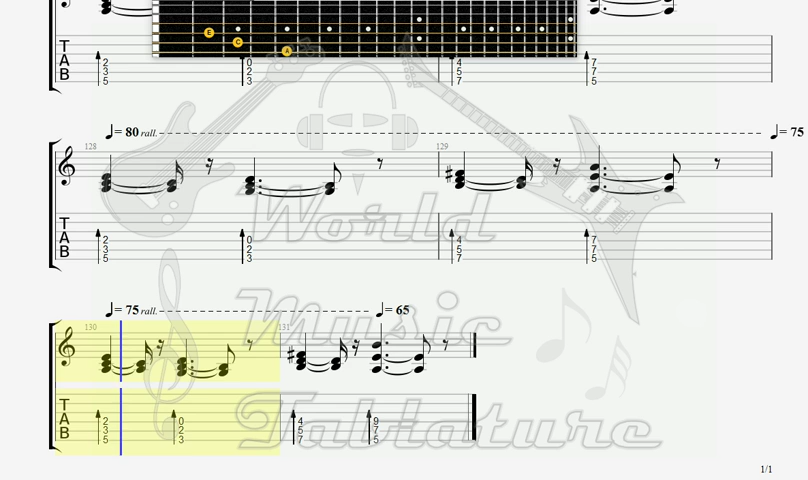 E
C
A
T 2 0 4 7
A 3 2 5 7
B 5 3 7 5
= 80 rall. = 75
128 129
T 2 0 4 7
A 3 2 5 7
B 5 3 7 5
World
= 75 rall. = 65
Music
130 131
T 2 0 4 9
A 3 2 5 7
B 5 3 7 5
Tablature
1/1